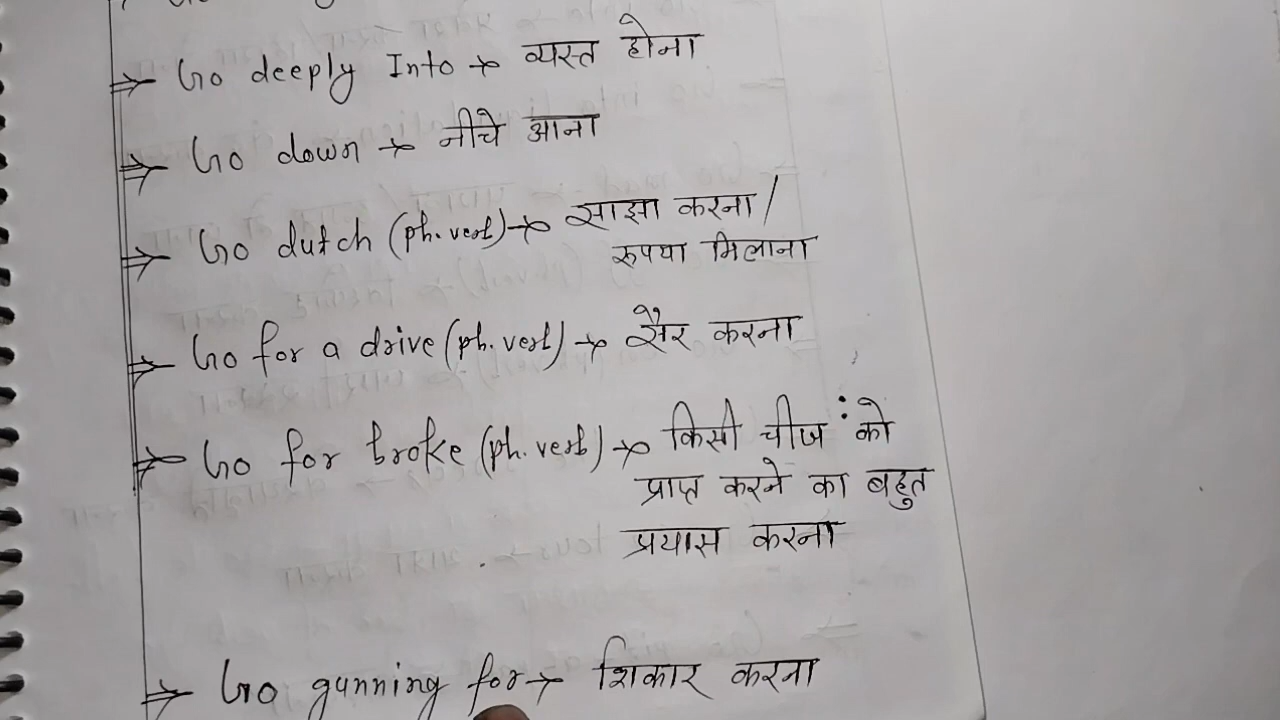 ⇒ Go deeply Into → व्यस्त होना
⇒ Go down → नीचे आना
⇒ Go dutch (ph. verb) → साझा करना /
रुपया मिलाना
⇒ Go for a drive (ph. verb) → सैर करना
⇒ Go for broke (ph. verb) → किसी चीज को
प्राप्त करने का बहुत
प्रयास करना
⇒ Go gunning for → शिकार करना